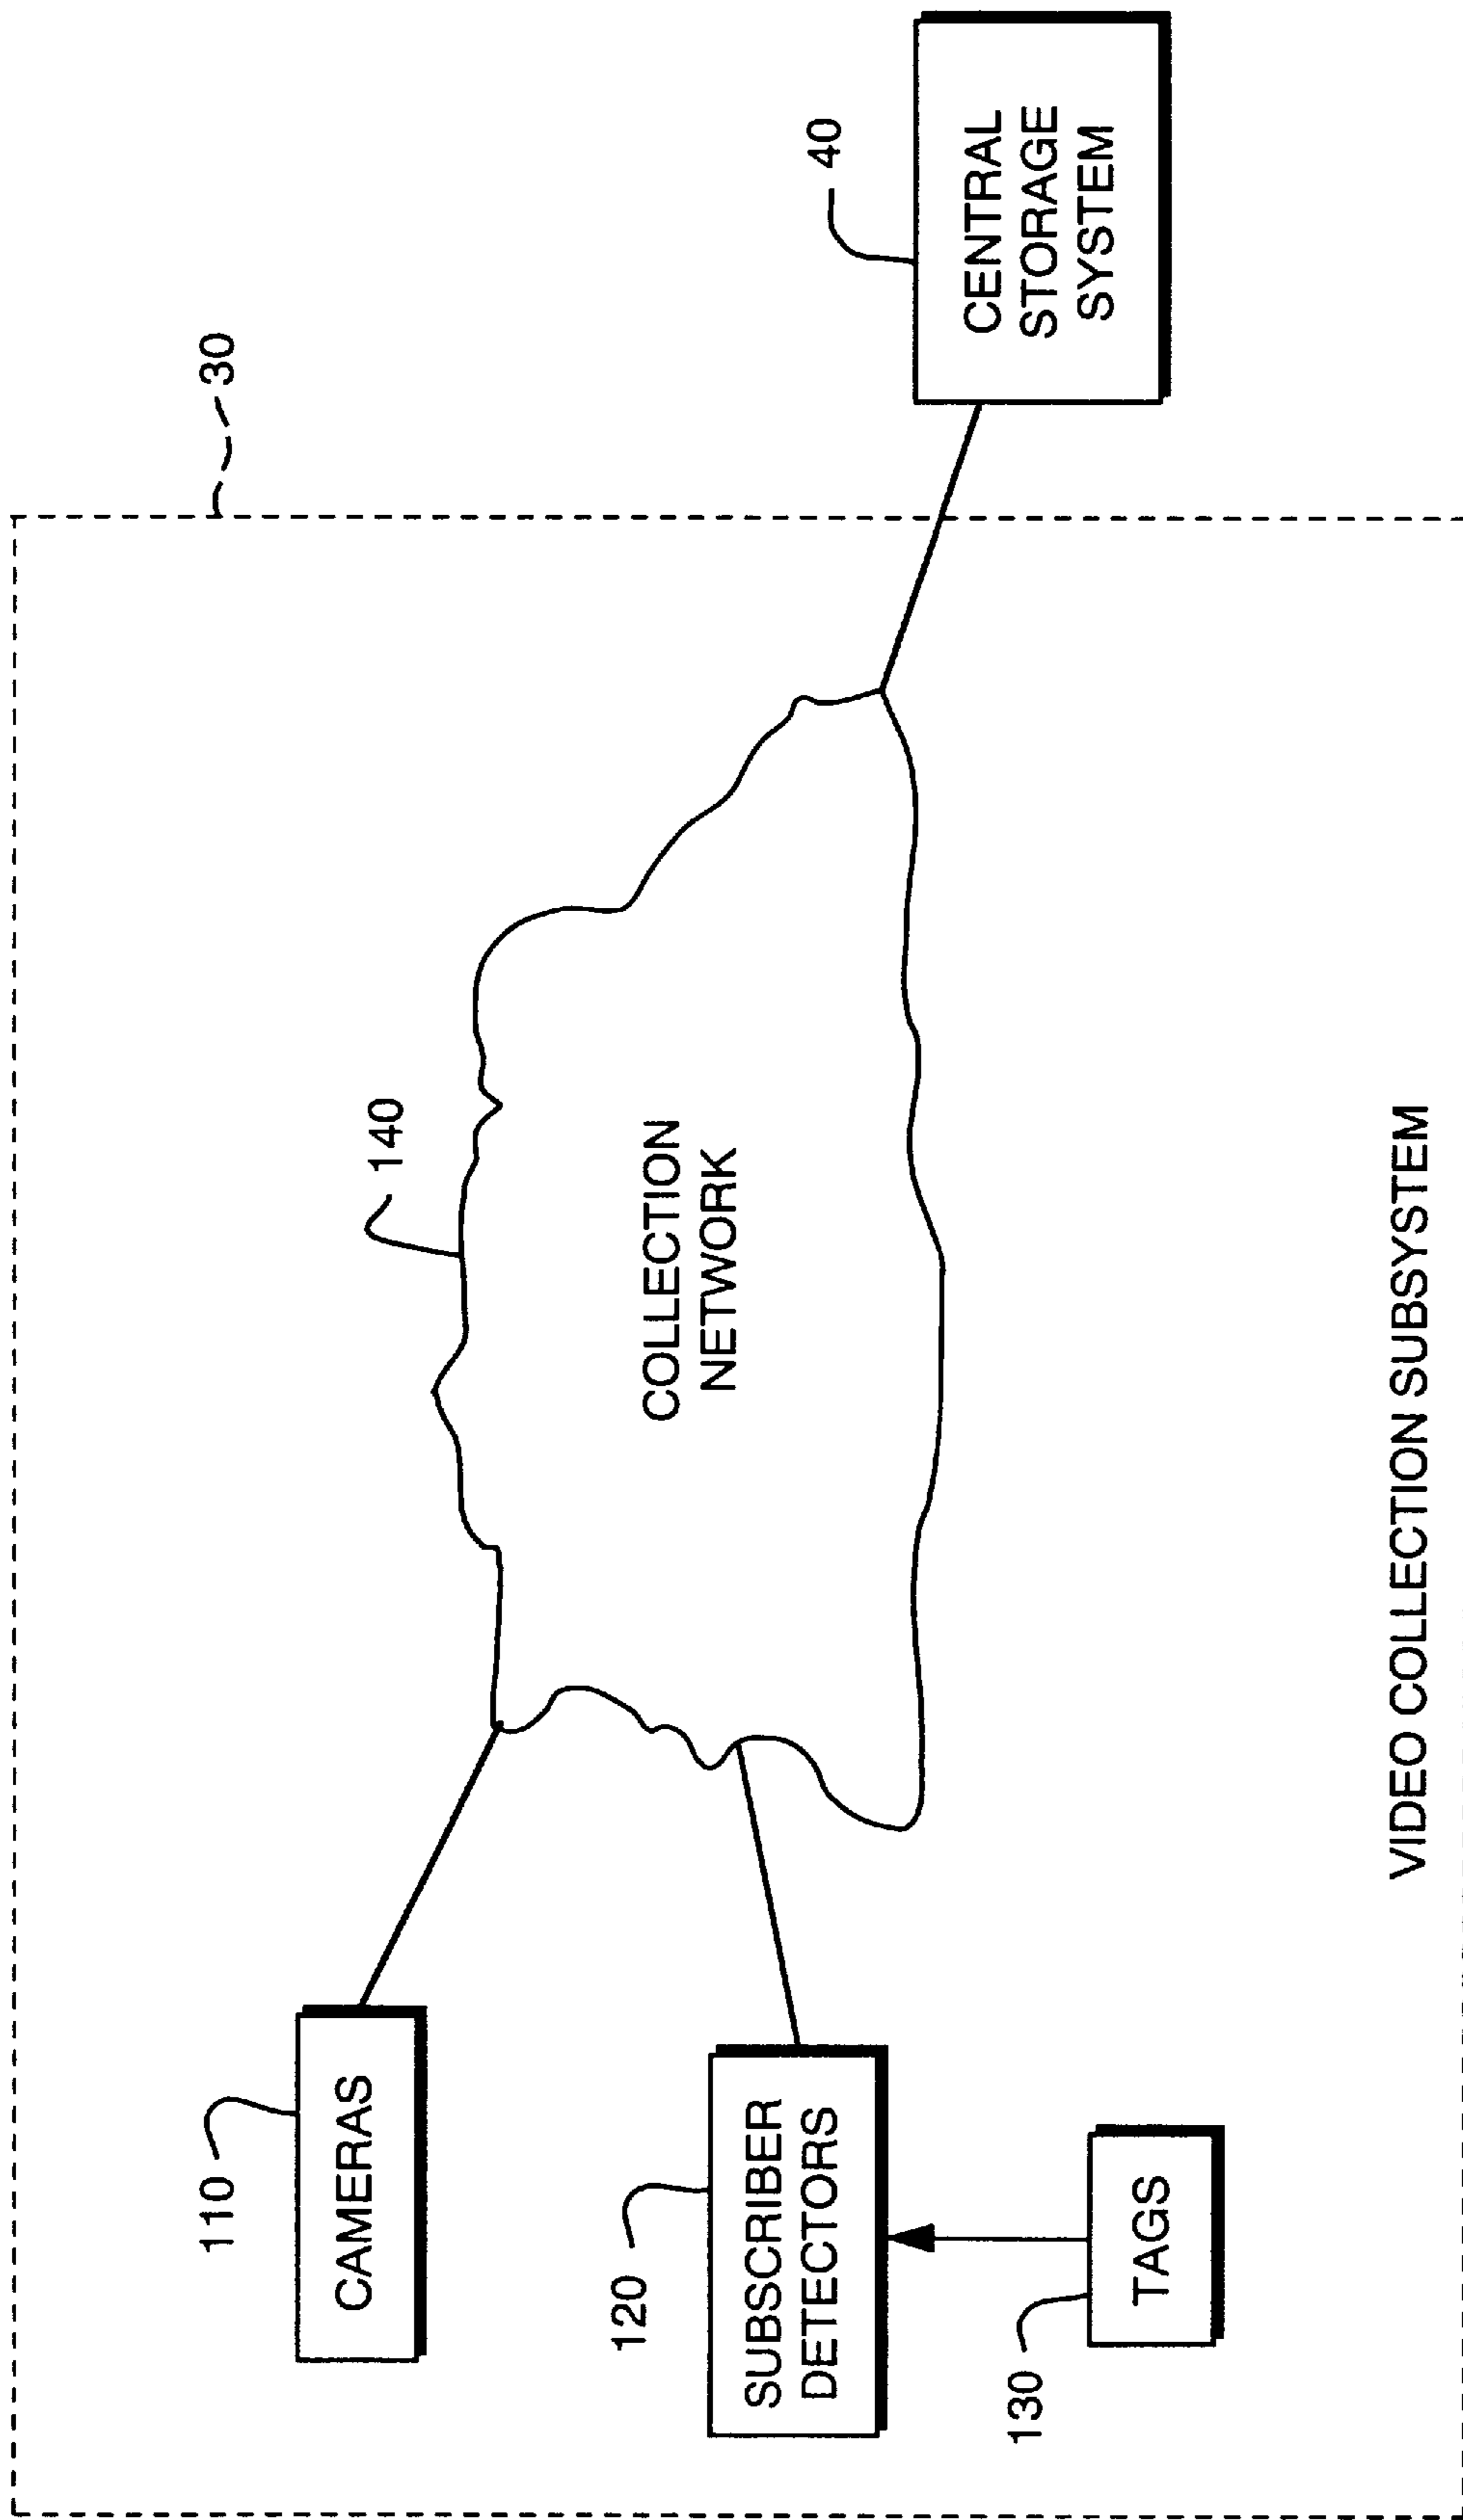 30
40
CENTRAL
STORAGE
SYSTEM
140
COLLECTION
NETWORK
110
CAMERAS
120
SUBSCRIBER
DETECTORS
130
TAGS
VIDEO COLLECTION SUBSYSTEM